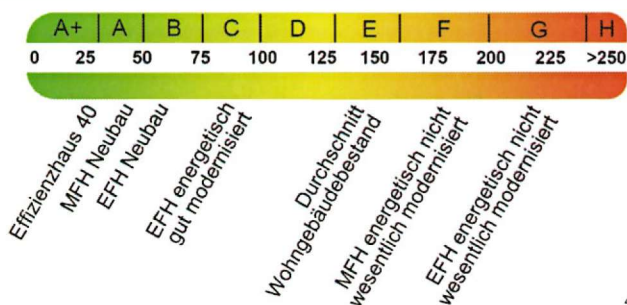 A+ A B C D E F G H
0 25 50 75 100 125 150 175 200 225 >250
Effizienzhaus 40
MFH Neubau
EFH Neubau
EFH energetisch
gut modernisiert
Durchschnitt
Wohngebäudebestand
MFH energetisch nicht
wesentlich modernisiert
EFH energetisch nicht
wesentlich modernisiert